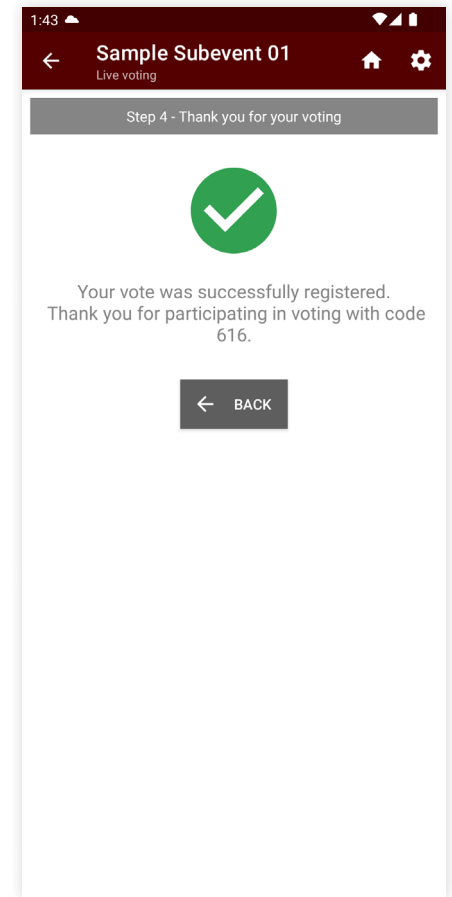 1:43
Sample Subevent 01
Live voting
Step 4 - Thank you for your voting
Your vote was successfully registered.
Thank you for participating in voting with code
616.
BACK